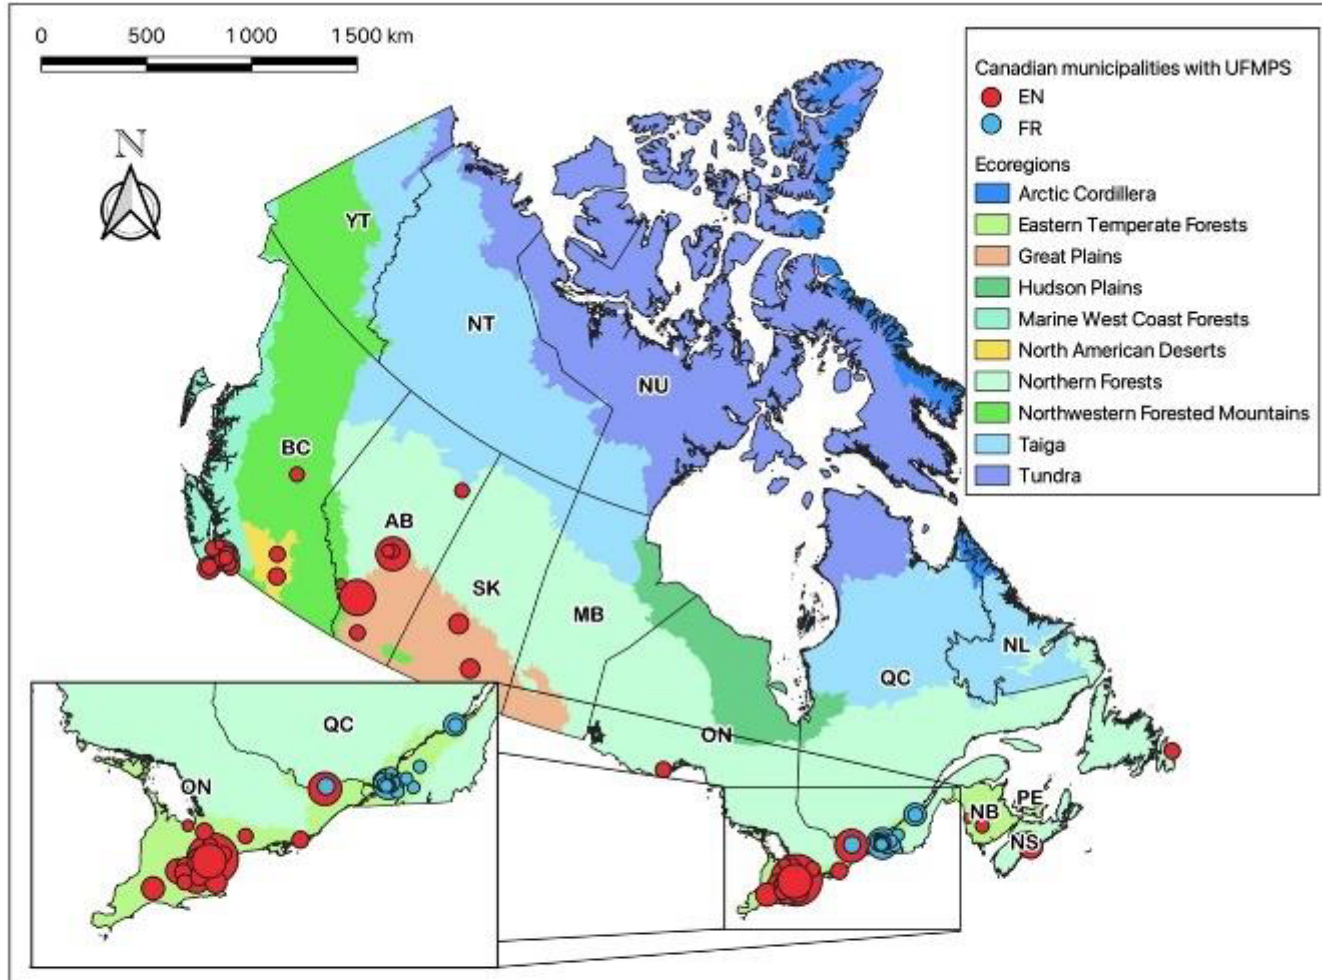 0 500 1 000 1 500 km
N
Canadian municipalities with UFMPS
EN
FR
Ecoregions
Arctic Cordillera
Eastern Temperate Forests
Great Plains
Hudson Plains
Marine West Coast Forests
North American Deserts
Northern Forests
Northwestern Forested Mountains
Taiga
Tundra
YT
NT
NU
BC
AB
SK
MB
NL
QC
ON
NB
PE
NS
QC
ON